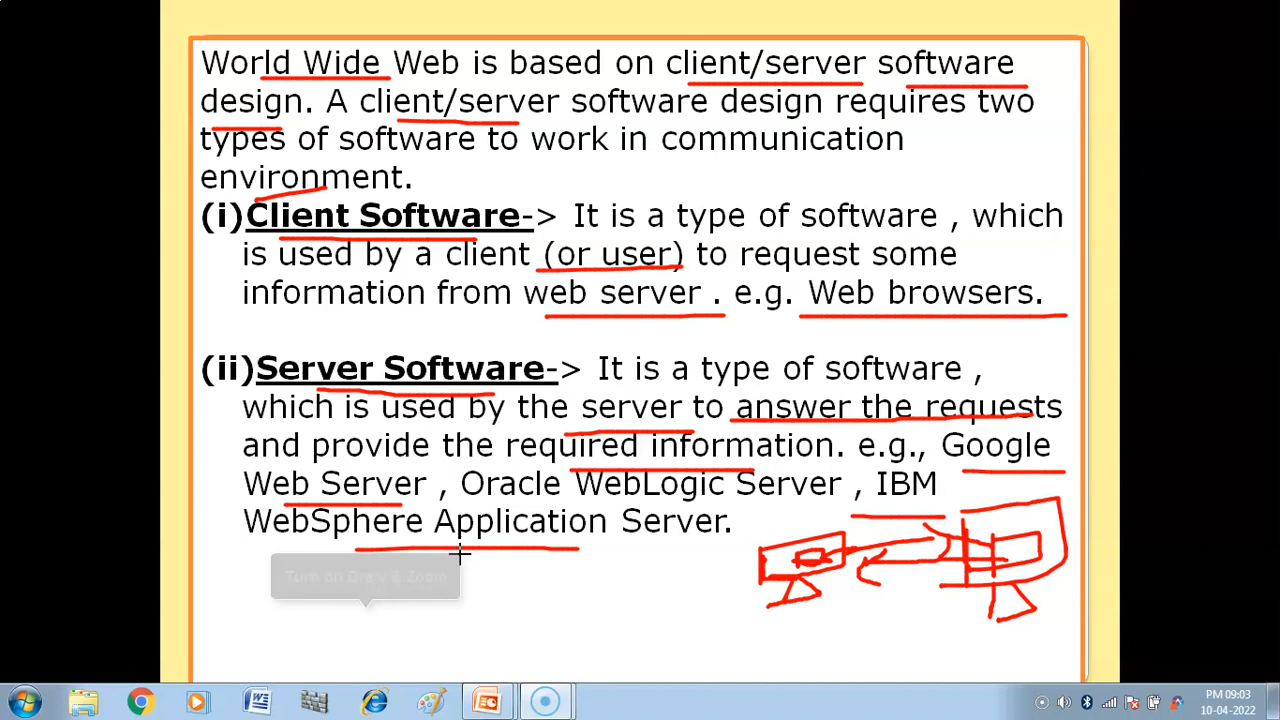 World Wide Web is based on client/server software
design. A client/server software design requires two
types of software to work in communication
environment.
(i)Client Software-> It is a type of software , which
is used by a client (or user) to request some
information from web server . e.g. Web browsers.
(ii)Server Software-> It is a type of software ,
which is used by the server to answer the requests
and provide the required information. e.g., Google
Web Server , Oracle WebLogic Server , IBM
WebSphere Application Server.
Turn on Draw & Zoom
PM 09:03
10-04-2022